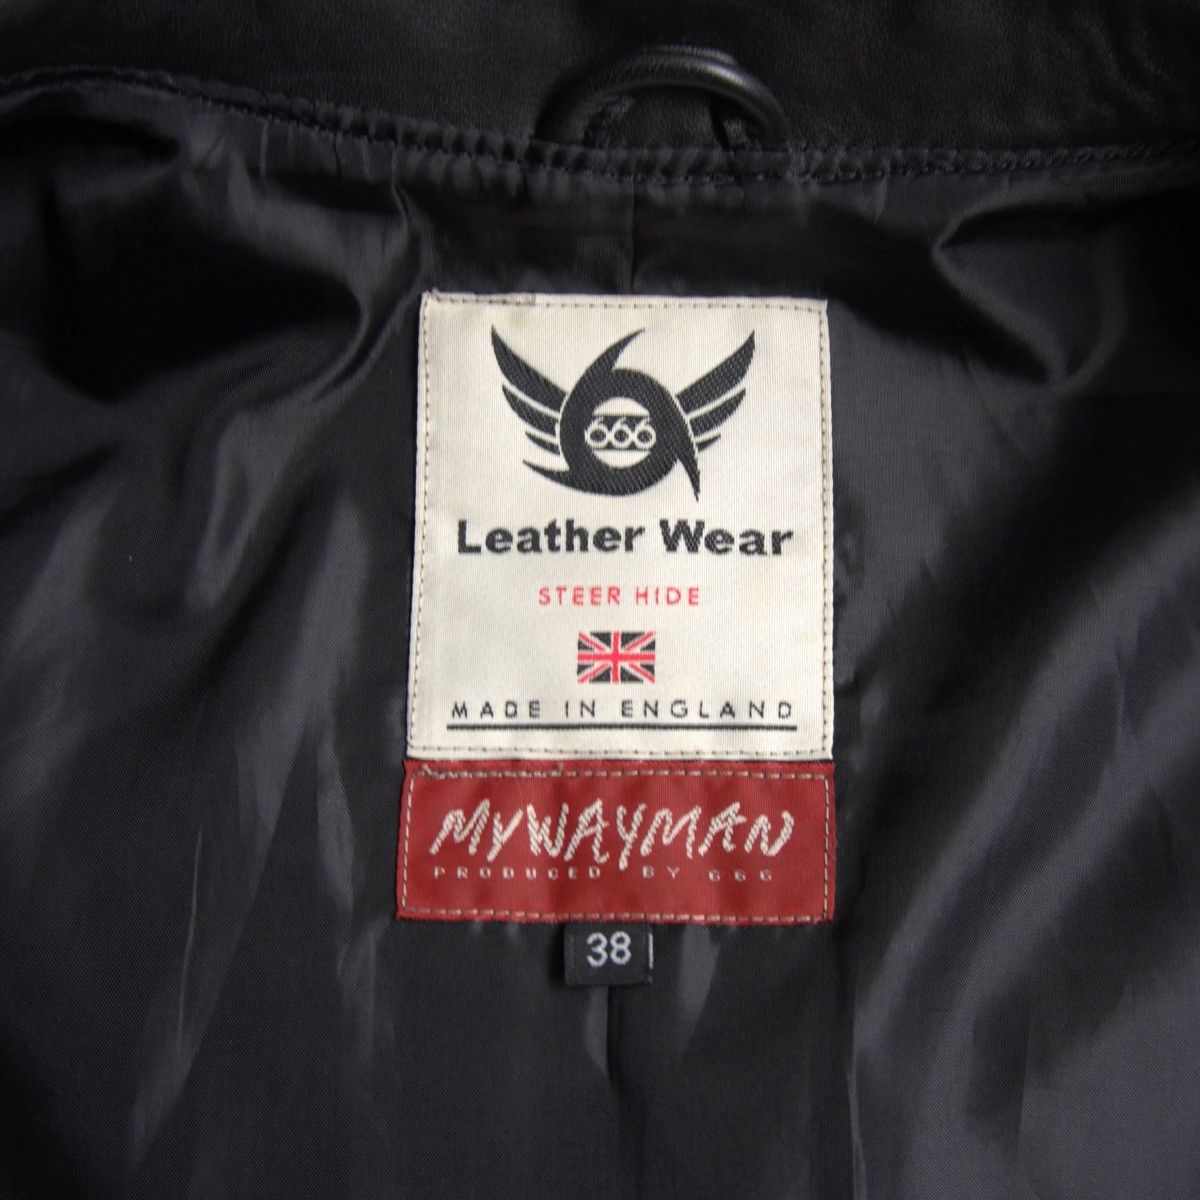 666
Leather Wear
STEER HIDE
MADE IN ENGLAND
MYWAYMAN
PRODUCED BY 666
38